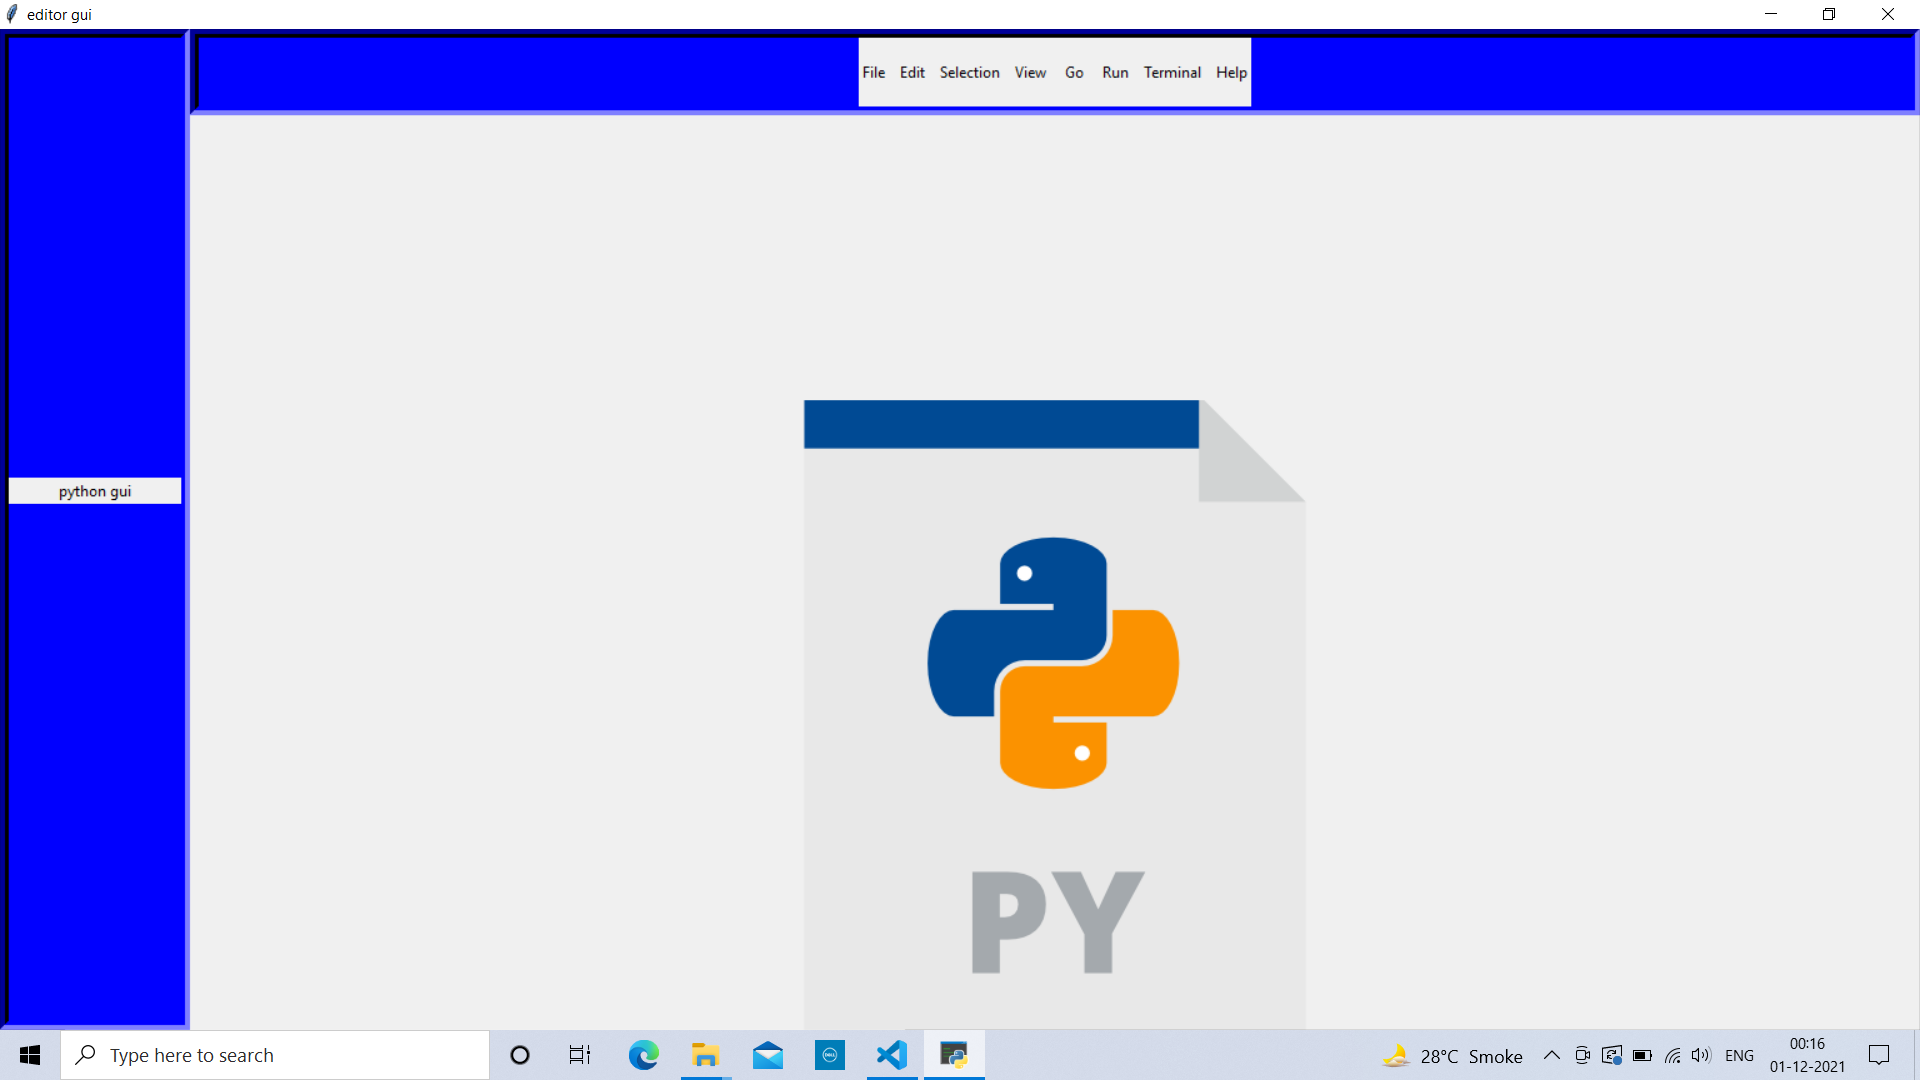 editor gui
File Edit Selection View Go Run Terminal Help
python gui
PY
Type here to search
DELL
28°C Smoke
ENG
00:16
01-12-2021